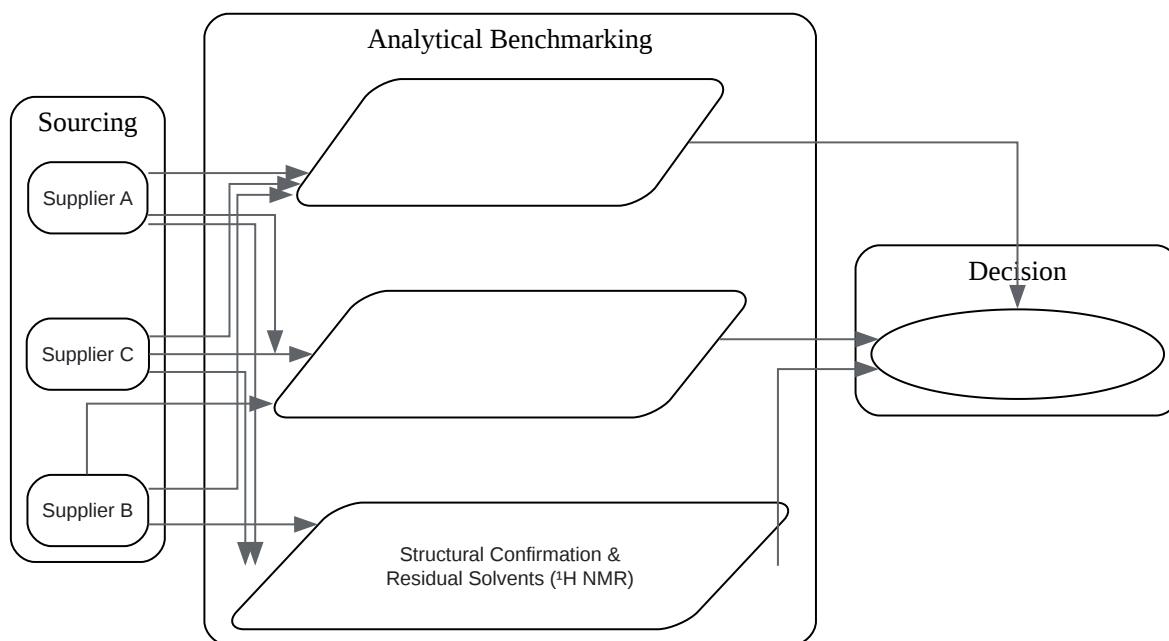 Analytical Benchmarking
Sourcing
Supplier A
Supplier C
Supplier B
Structural Confirmation &
Residual Solvents (¹H NMR)
Decision